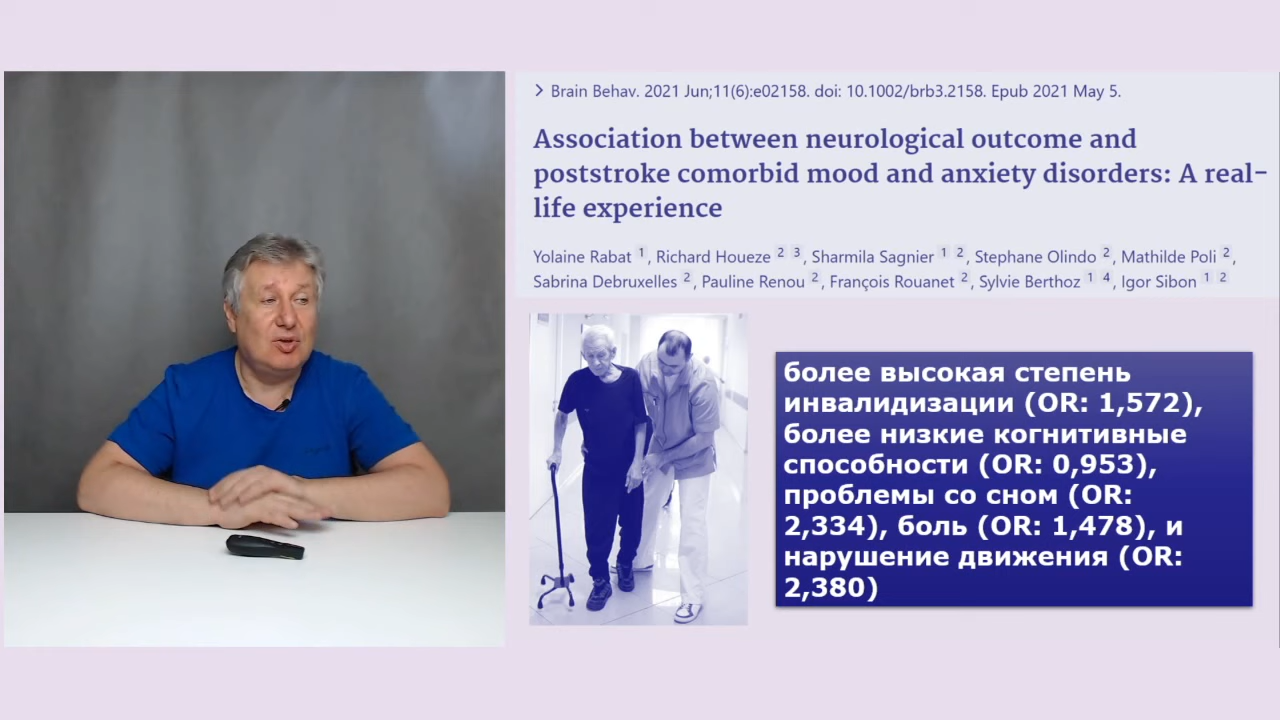 > Brain Behav. 2021 Jun;11(6):e02158. doi: 10.1002/brb3.2158. Epub 2021 May 5.
Association between neurological outcome and
poststroke comorbid mood and anxiety disorders: A real-
life experience
Yolaine Rabat 1, Richard Houeze 2 3, Sharmila Sagnier 1 2, Stephane Olindo 2, Mathilde Poli 2,
Sabrina Debruxelles 2, Pauline Renou 2, François Rouanet 2, Sylvie Berthoz 1 4, Igor Sibon 1 2
более высокая степень
инвалидизации (OR: 1,572),
более низкие когнитивные
способности (OR: 0,953),
проблемы со сном (OR:
2,334), боль (OR: 1,478), и
нарушение движения (OR:
2,380)